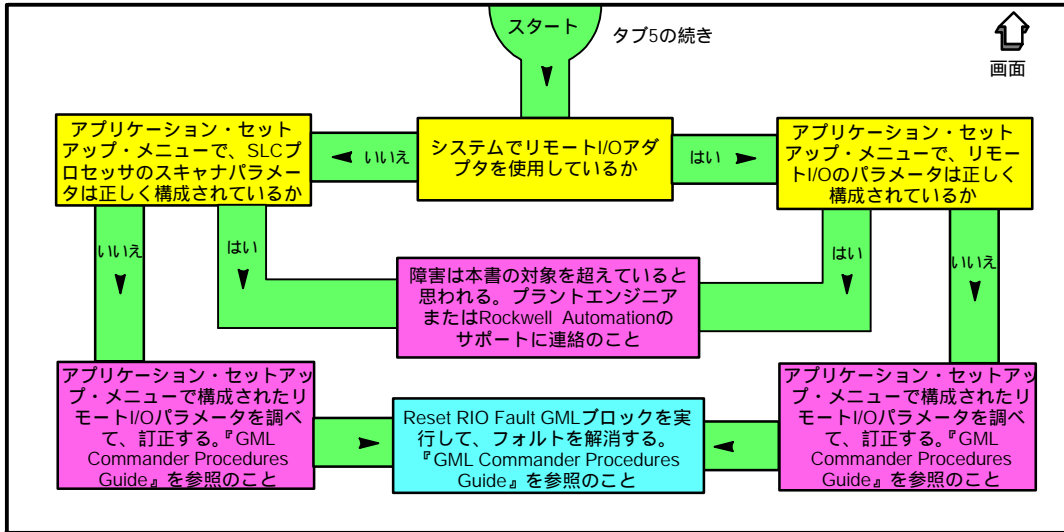 スタート
タブ5の続き
画面
アプリケーション・セット
アップ・メニューで、SLCプ
ロセッサのスキャナパラメー
タは正しく構成されているか
いいえ
システムでリモートI/Oアダ
プタを使用しているか
はい
アプリケーション・セット
アップ・メニューで、リモー
トI/Oのパラメータは正しく
構成されているか
いいえ
はい
障害は本書の対象を超えていると
思われる。プラントエンジニア
またはRockwell Automationの
サポートに連絡のこと
はい
いいえ
アプリケーション・セットアッ
プ・メニューで構成されたリ
モートI/Oパラメータを調べ
て、訂正する。『GML
Commander Procedures
Guide』を参照のこと
Reset RIO Fault GMLブロックを実
行して、フォルトを解消する。
『GML Commander Procedures
Guide』を参照のこと
アプリケーション・セットアッ
プ・メニューで構成されたリ
モートI/Oパラメータを調べ
て、訂正する。『GML
Commander Procedures
Guide』を参照のこと